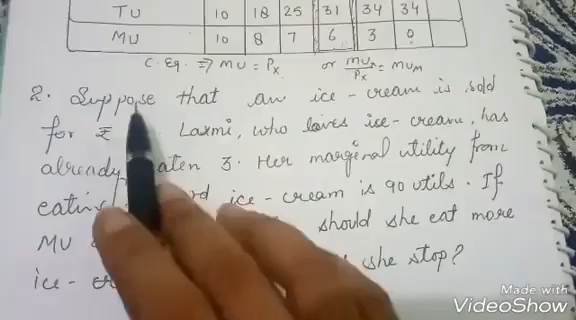 TU 10 18 25 31 34 34
MU 10 8 7 6 3 0
C. Eq. ⇒ MU = Px or MUx/Px = MUm
2. Suppose that an ice-cream is sold
for ₹ Laxmi, who loves ise-cream, has
already eaten 3. Her marginal utility from
eating rd ice-cream is 90 utils. If
MU should she eat more
ice- she stop?
Made with
VideoShow